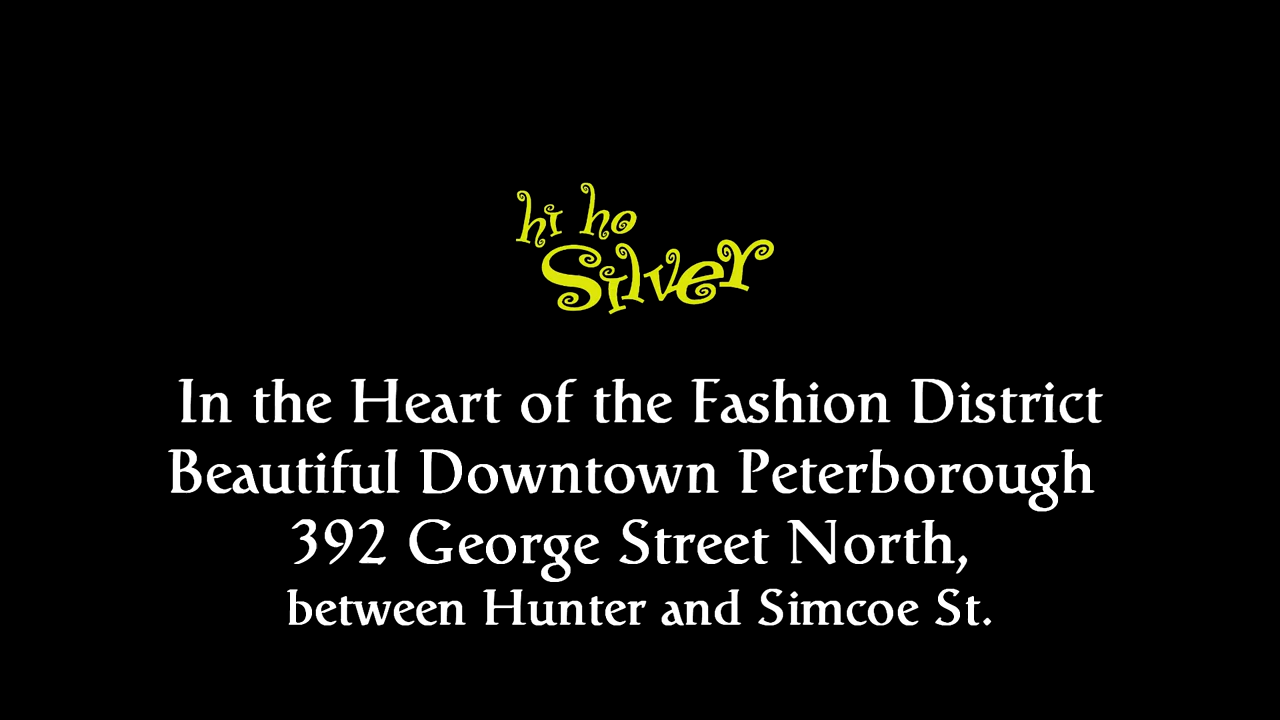 hi ho
Silver
In the Heart of the Fashion District
Beautiful Downtown Peterborough
392 George Street North,
between Hunter and Simcoe St.